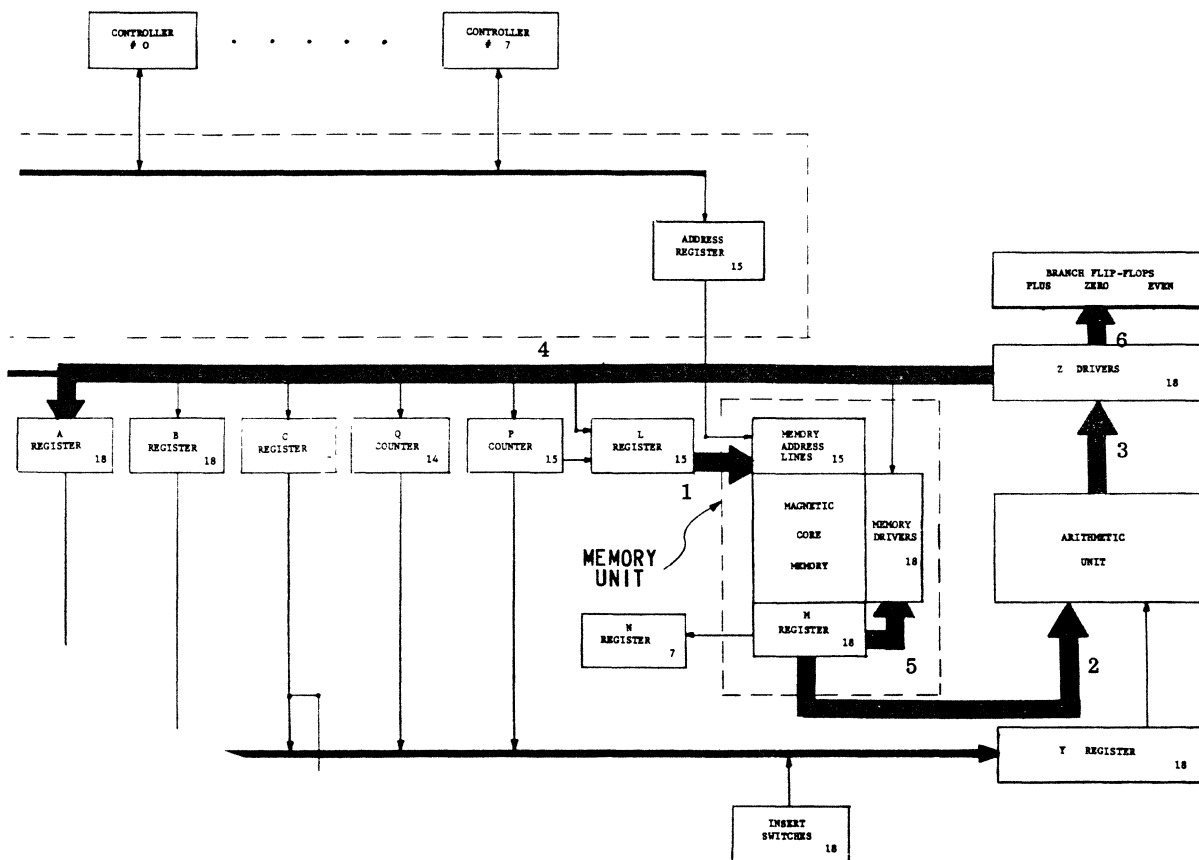 CONTROLLER
# 0
CONTROLLER
# 7
ADDRESS
REGISTER
15
BRANCH FLIP-FLOPS
PLUS ZERO EVEN
6
4
Z DRIVERS
18
A
REGISTER
18
B
REGISTER
18
C
REGISTER
Q
COUNTER
14
P
COUNTER
15
L
REGISTER
15
1
MEMORY
ADDRESS
LINES
15
3
MAGNETIC
CORE
MEMORY
MEMORY
DRIVERS
18
ARITHMETIC
UNIT
MEMORY
UNIT
N
REGISTER
7
M
REGISTER
18
5
2
Y REGISTER
18
INSERT
SWITCHES
18